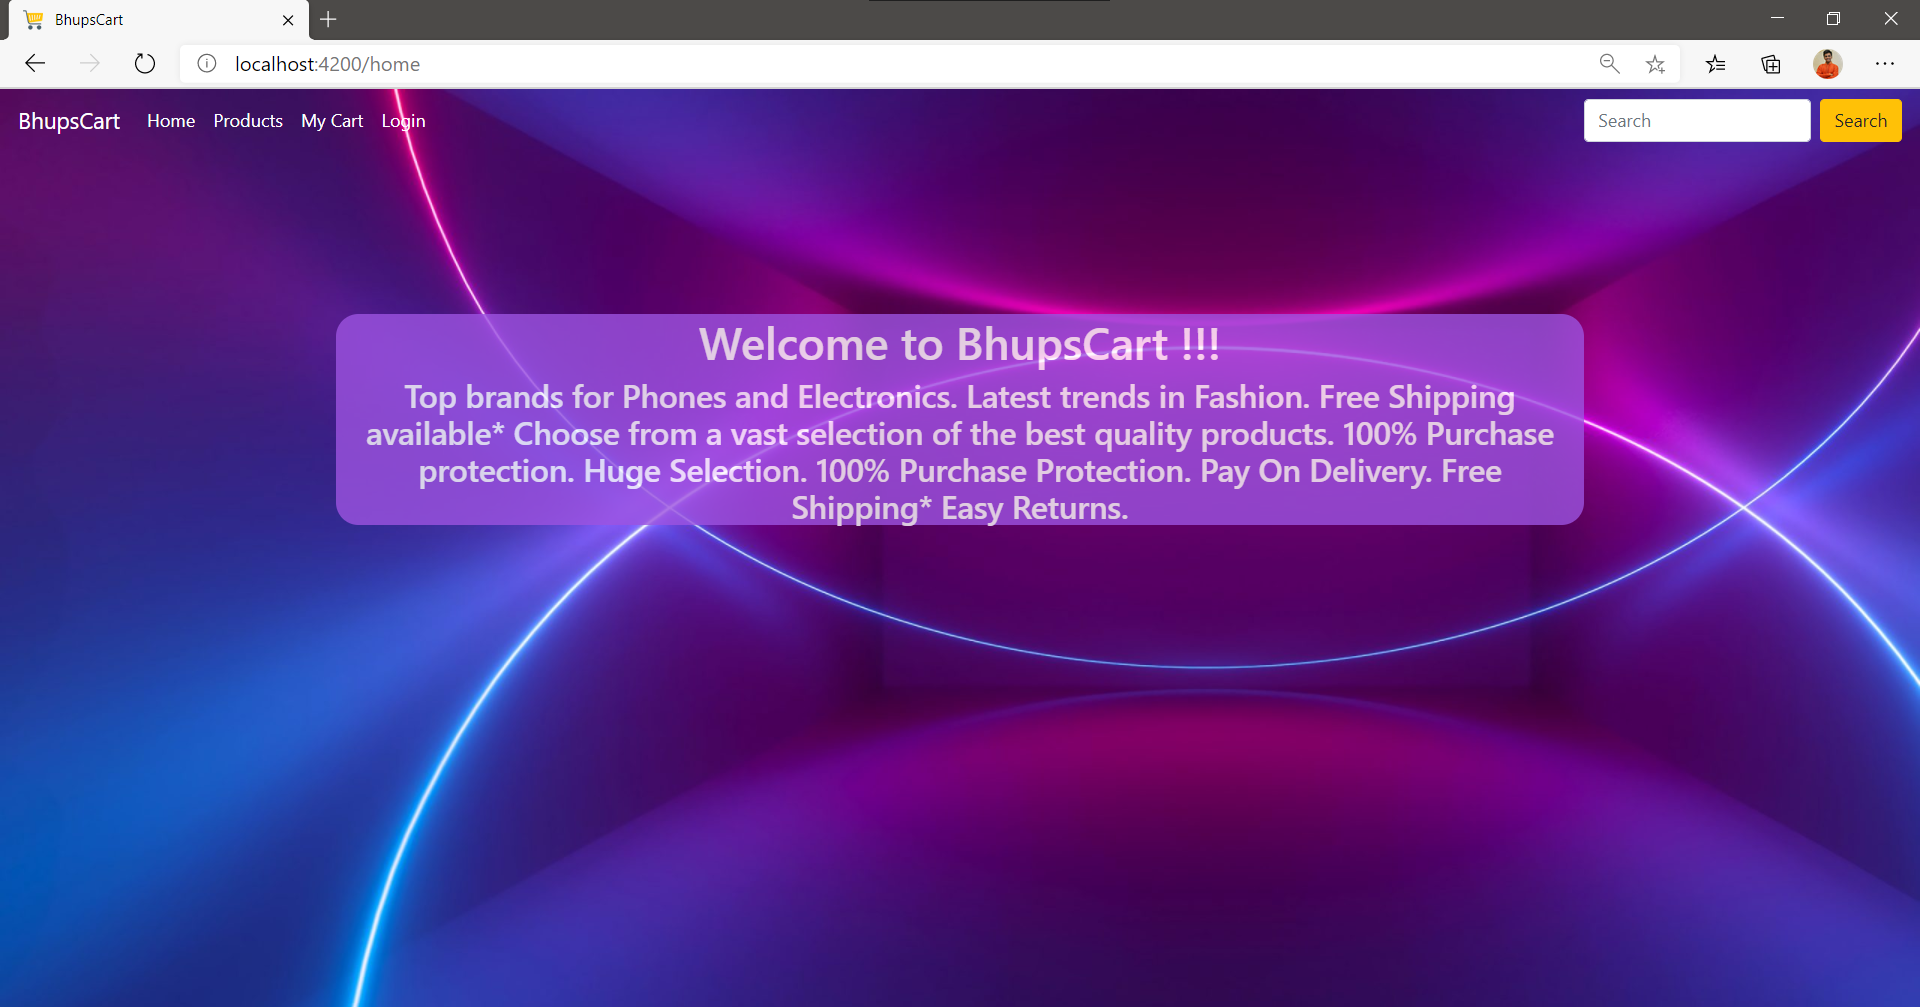 BhupsCart
localhost:4200/home
BhupsCart Home Products My Cart Login Search Search
Welcome to BhupsCart !!!
Top brands for Phones and Electronics. Latest trends in Fashion. Free Shipping
available* Choose from a vast selection of the best quality products. 100% Purchase
protection. Huge Selection. 100% Purchase Protection. Pay On Delivery. Free
Shipping* Easy Returns.